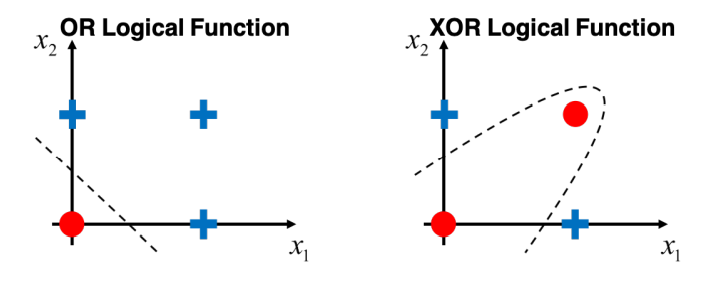 OR Logical Function
x₂
x₁
XOR Logical Function
x₂
x₁